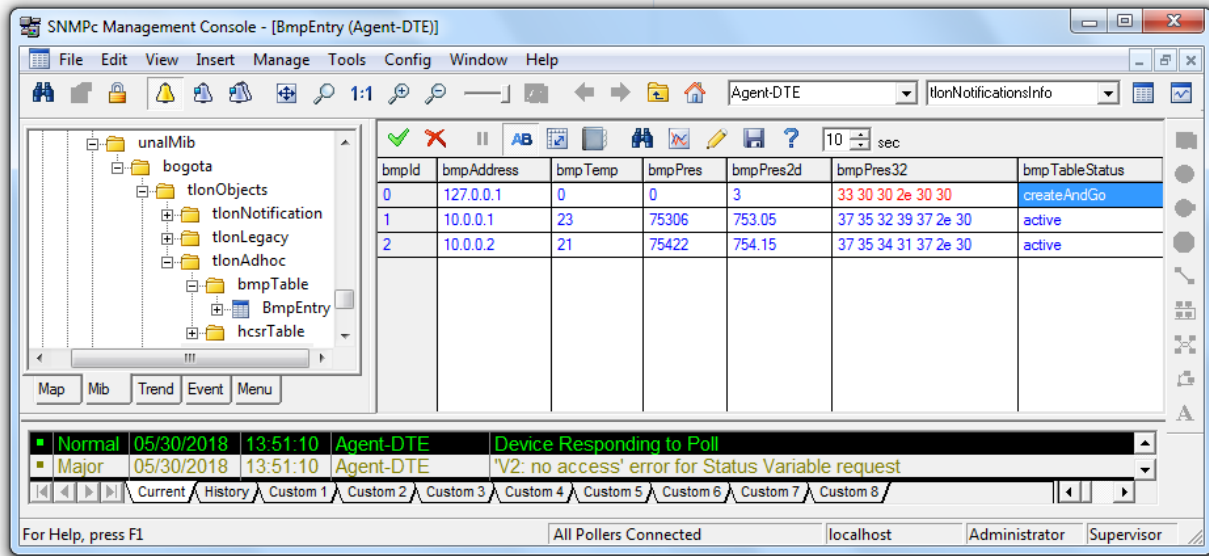 SNMPc Management Console - [BmpEntry (Agent-DTE)]
File Edit View Insert Manage Tools Config Window Help
1:1 Agent-DTE tlonNotificationsInfo
unalMib
bogota
tlonObjects
tlonNotification
tlonLegacy
tlonAdhoc
bmpTable
BmpEntry
hcsrTable
Map Mib Trend Event Menu
AB ? 10 sec
bmpId bmpAddress bmpTemp bmpPres bmpPres2d bmpPres32 bmpTableStatus
0 127.0.0.1 0 0 3 33 30 30 2e 30 30 createAndGo
1 10.0.0.1 23 75306 753.05 37 35 32 39 37 2e 30 active
2 10.0.0.2 21 75422 754.15 37 35 34 31 37 2e 30 active
A
Normal 05/30/2018 13:51:10 Agent-DTE Device Responding to Poll
Major 05/30/2018 13:51:10 Agent-DTE 'V2: no access' error for Status Variable request
Current History Custom 1 Custom 2 Custom 3 Custom 4 Custom 5 Custom 6 Custom 7 Custom 8
For Help, press F1 All Pollers Connected localhost Administrator Supervisor